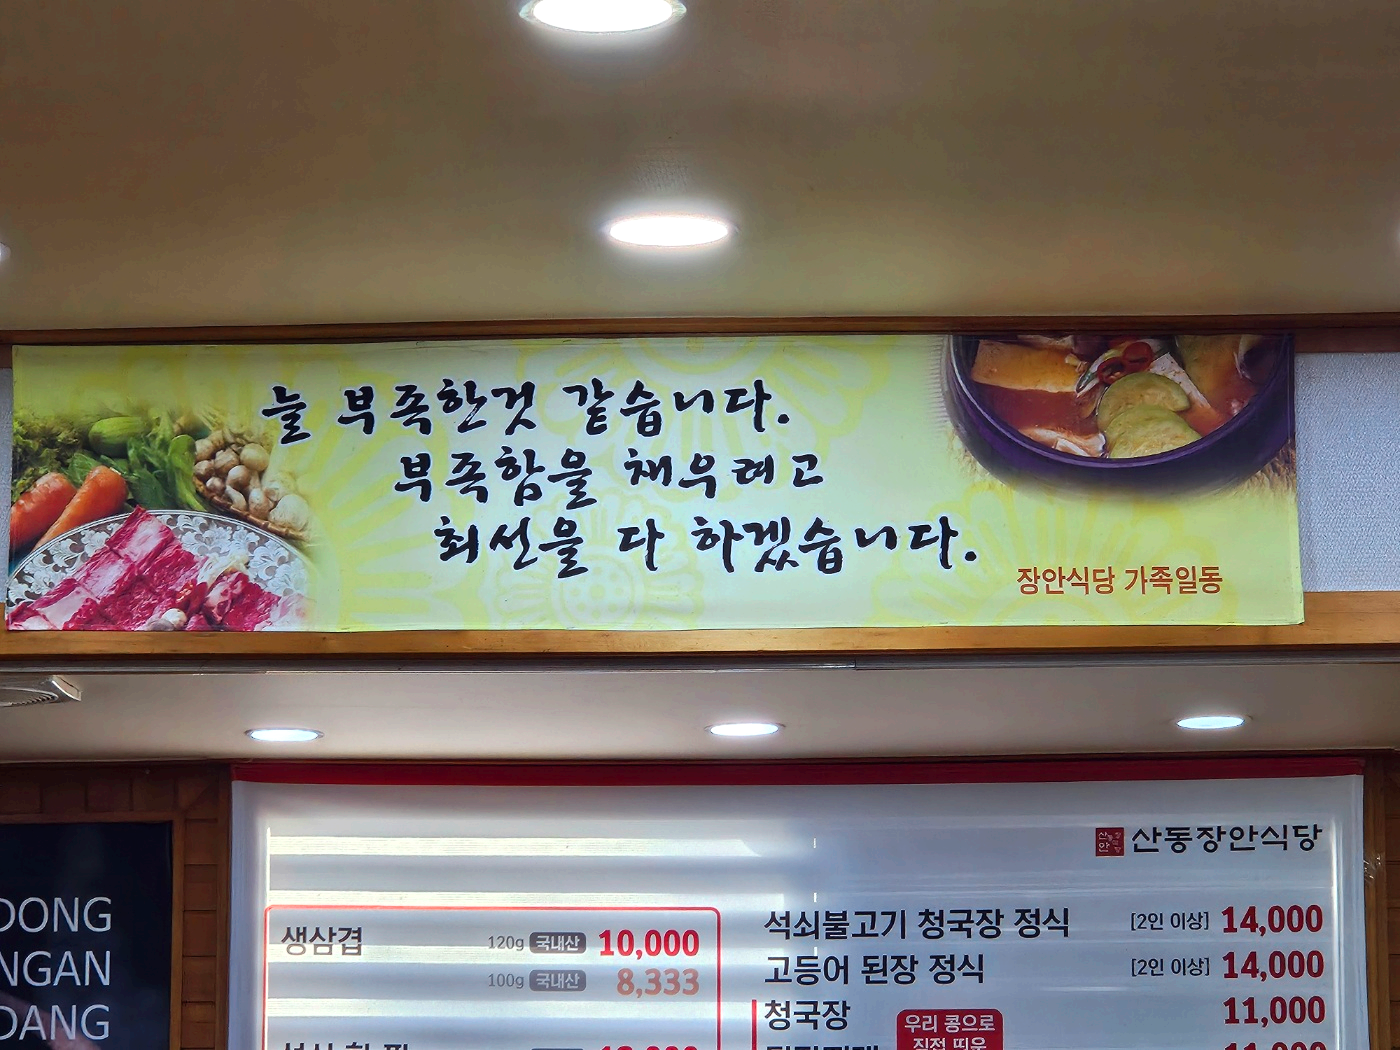 늘 부족한것 같습니다.
부족함을 채우려고
최선을 다 하겠습니다.
장안식당 가족일동
산동장안식당
DONG
NGAN
DANG
생삼겹 120g 국내산 10,000
100g 국내산 8,333
석쇠불고기 청국장 정식 [2인 이상] 14,000
고등어 된장 정식 [2인 이상] 14,000
청국장 11,000
우리 콩으로
직접 띄운